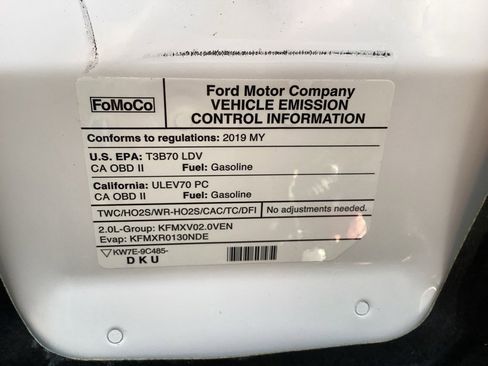 FoMoCo
Ford Motor Company
VEHICLE EMISSION
CONTROL INFORMATION
Conforms to regulations: 2019 MY
U.S. EPA: T3B70 LDV
CA OBD II Fuel: Gasoline
California: ULEV70 PC
CA OBD II Fuel: Gasoline
TWC/HO2S/WR-HO2S/CAC/TC/DFI No adjustments needed.
2.0L-Group: KFMXV02.0VEN
Evap: KFMXR0130NDE
KW7E-9C485-
DKU